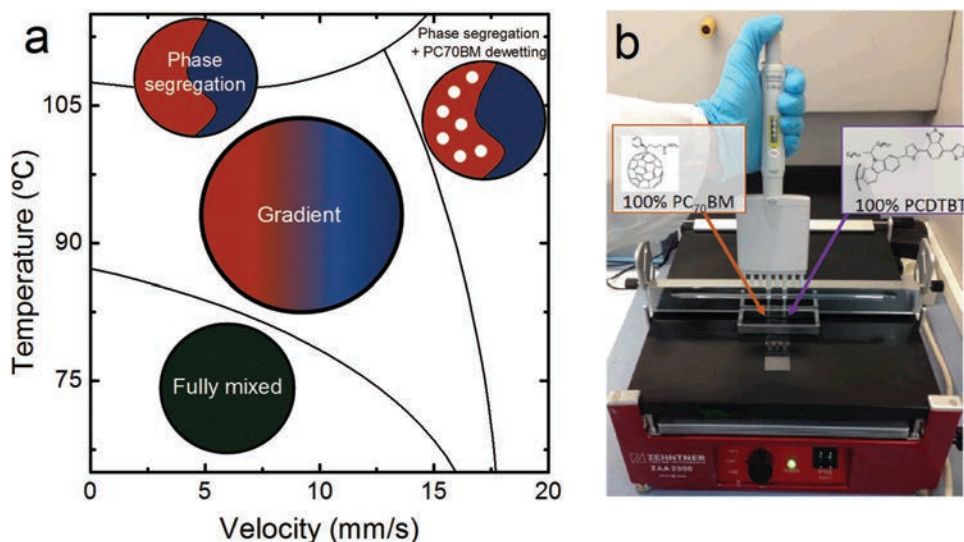 a
Phase segregation
+ PC70BM dewetting
Phase
segregation
105
Gradient
90
Fully mixed
75
Temperature (ºC)
0
5
10
15
20
Velocity (mm/s)
b
100% PC₇₀BM
100% PCDTBT
ZEHNTNER
ZAA 2300